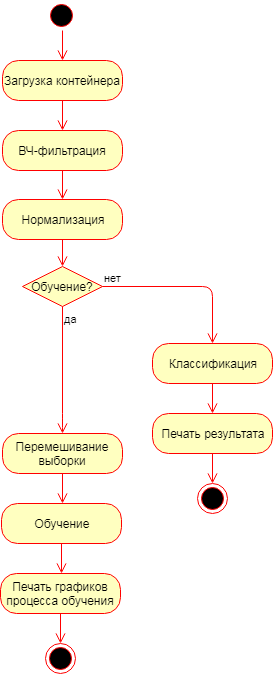 Загрузка контейнера
ВЧ-фильтрация
Нормализация
Обучение?
нет
да
Классификация
Печать результата
Перемешивание
выборки
Обучение
Печать графиков
процесса обучения